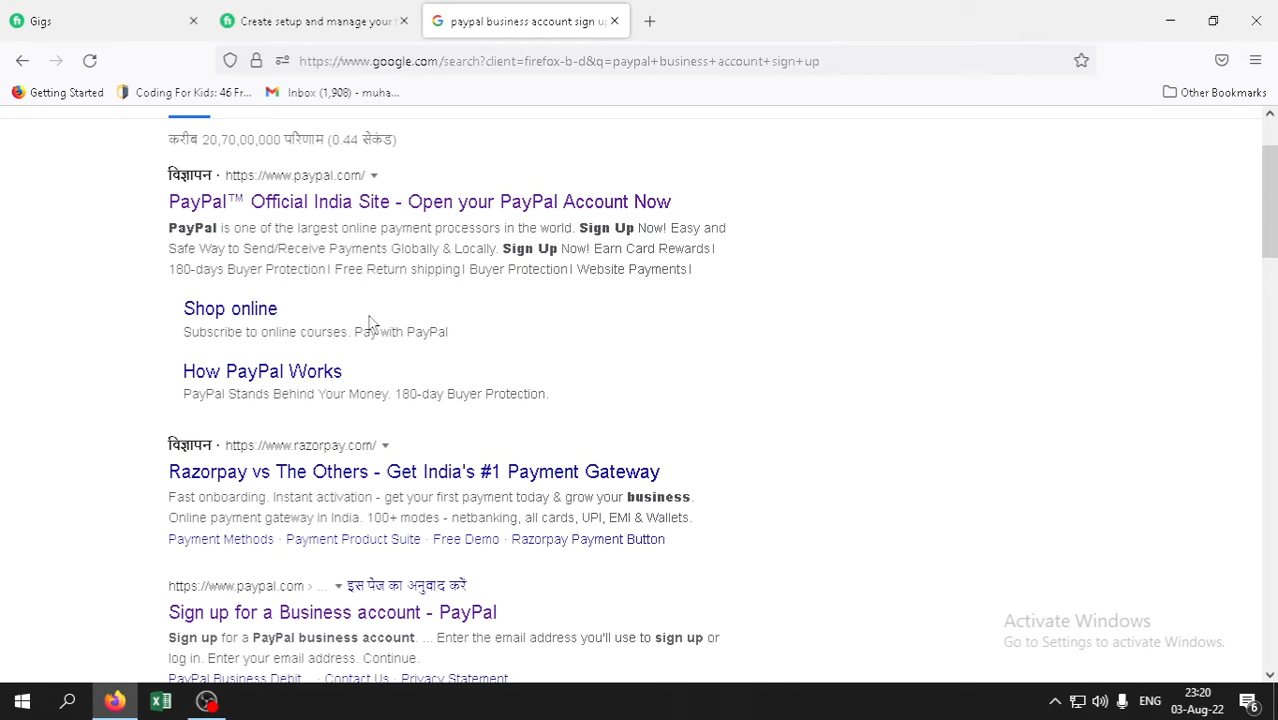 Gigs
Create setup and manage your f
paypal business account sign u
https://www.google.com/search?client=firefox-b-d&q=paypal+business+account+sign+up
Getting Started
Coding For Kids: 46 Fr...
Inbox (1,908) - muha...
Other Bookmarks
करीब 20,70,00,000 परिणाम (0.44 सेकंड)
विज्ञापन · https://www.paypal.com/
PayPal™ Official India Site - Open your PayPal Account Now
PayPal is one of the largest online payment processors in the world. Sign Up Now! Easy and
Safe Way to Send/Receive Payments Globally & Locally. Sign Up Now! Earn Card Rewards!
180-days Buyer Protection! Free Return shipping! Buyer Protection! Website Payments!
Shop online
Subscribe to online courses. Pay with PayPal
How PayPal Works
PayPal Stands Behind Your Money. 180-day Buyer Protection.
विज्ञापन · https://www.razorpay.com/
Razorpay vs The Others - Get India's #1 Payment Gateway
Fast onboarding. Instant activation - get your first payment today & grow your business.
Online payment gateway in India. 100+ modes - netbanking, all cards, UPI, EMI & Wallets.
Payment Methods · Payment Product Suite · Free Demo · Razorpay Payment Button
https://www.paypal.com › ... इस पेज का अनुवाद करें
Sign up for a Business account - PayPal
Sign up for a PayPal business account. ... Enter the email address you'll use to sign up or
log in. Enter your email address. Continue.
PayPal Business Debit... · Contact Us · Privacy Statement
Activate Windows
Go to Settings to activate Windows.
ENG
23:20
03-Aug-22
6